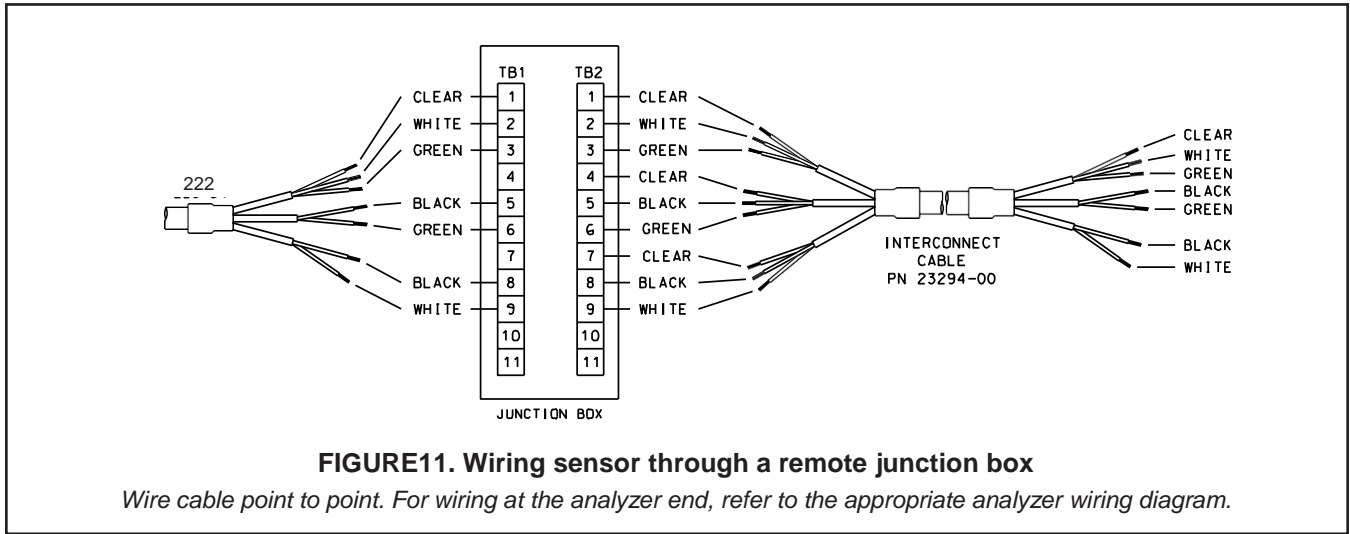 TB1 TB2
CLEAR 1 1 CLEAR
WHITE 2 2 WHITE
GREEN 3 3 GREEN
4 4 CLEAR
BLACK 5 5 BLACK
GREEN 6 6 GREEN
7 7 CLEAR
BLACK 8 8 BLACK
WHITE 9 9 WHITE
10 10
11 11
JUNCTION BOX
222
INTERCONNECT
CABLE
PN 23294-00
CLEAR
WHITE
GREEN
BLACK
GREEN
BLACK
WHITE
FIGURE11. Wiring sensor through a remote junction box
Wire cable point to point. For wiring at the analyzer end, refer to the appropriate analyzer wiring diagram.